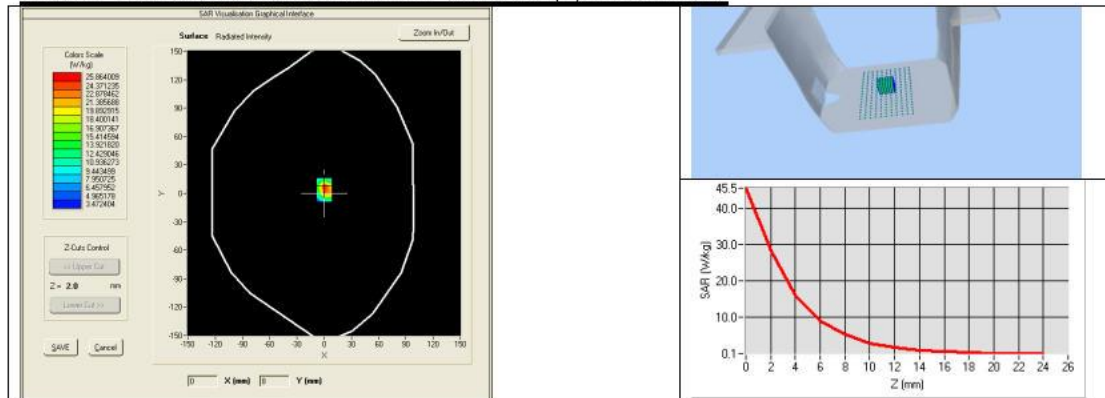 SAR Visualisation Graphical Interface
Surface Radiated Intensity
Zoom In/Out
Colors Scale
(W/kg)
25.864009
24.371235
22.878462
21.385688
19.892915
18.400141
16.907367
15.414594
13.921820
12.429046
10.936273
9.443499
7.950725
6.457952
4.965178
3.472404
Z-Cuts Control
<< Upper Cut
Z = 2.0 mm
Lower Cut >>
SAVE Cancel
150
120
90
60
30
0
-30
-60
-90
-120
-150
Y
-150 -120 -90 -60 -30 0 30 60 90 120 150
X
0 X (mm) 8 Y (mm)
45.5
40.0
30.0
20.0
10.0
0.1
SAR (W/kg)
0 2 4 6 8 10 12 14 16 18 20 22 24 26
Z (mm)